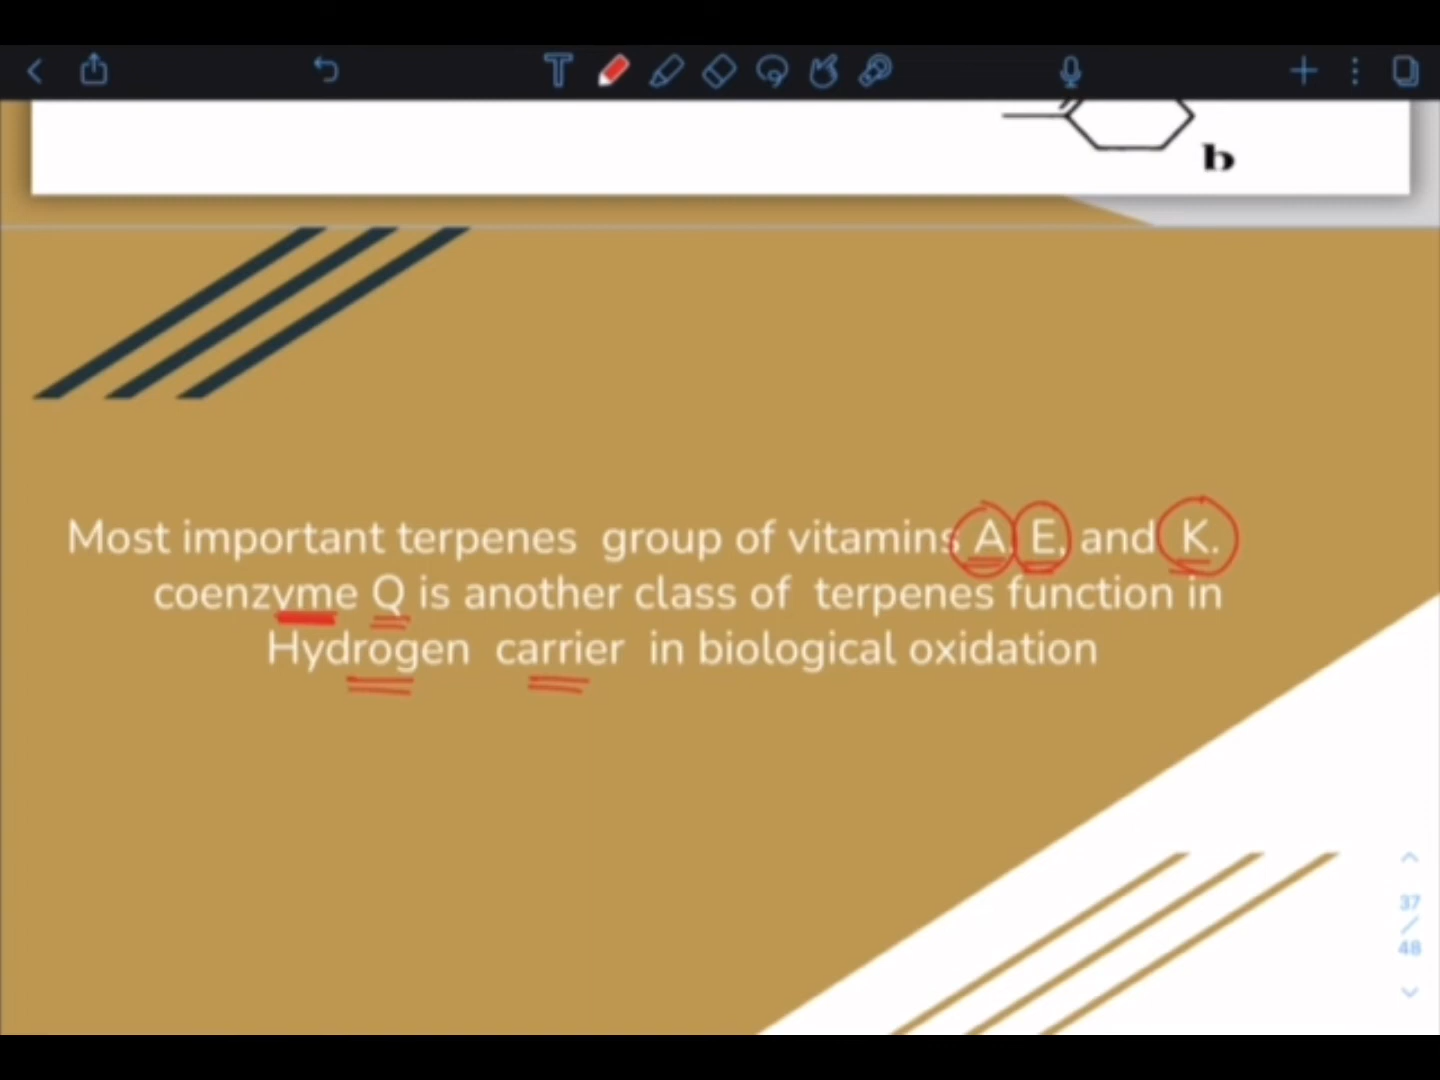 b
Most important terpenes group of vitamins A, E, and K.
coenzyme Q is another class of terpenes function in
Hydrogen carrier in biological oxidation
37
/
48